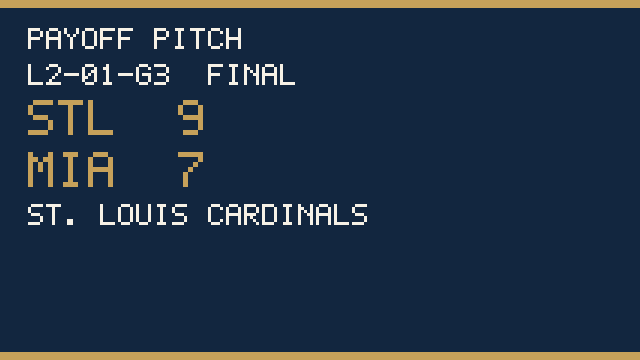 PAYOFF PITCH
L2-01-G3 FINAL
STL 9
MIA 7
ST. LOUIS CARDINALS